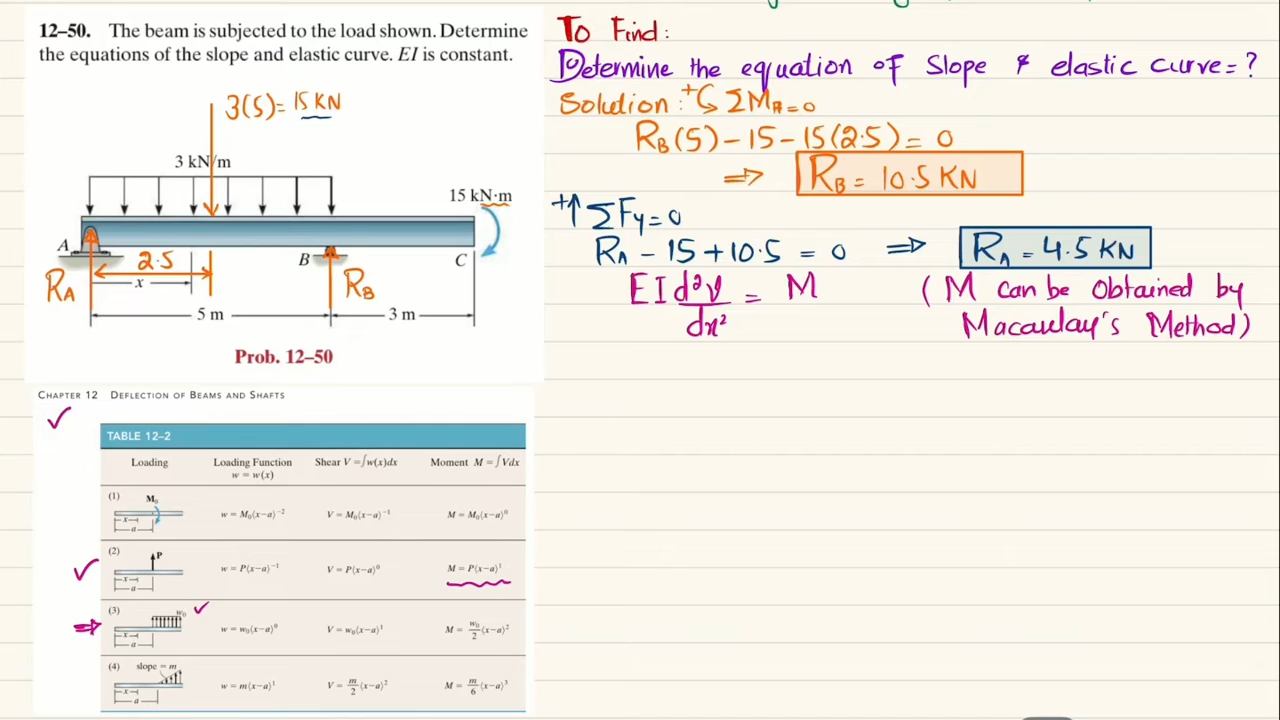 12–50. The beam is subjected to the load shown. Determine
the equations of the slope and elastic curve. EI is constant.
3(5)= 15 KN
3 kN/m
15 kN·m
A
2.5
B
C
RA
x
RB
5 m
3 m
Prob. 12–50
To Find:
Determine the equation of Slope & elastic curve=?
Solution: +↺ ΣMA=0
RB(5)−15−15(2.5)=0
⇒ RB= 10.5 KN
+↑ ΣFy=0
RA − 15 + 10.5 = 0 ⇒ RA = 4.5 KN
EI d²v/dx² = M (M can be Obtained by
Macaulay's Method)
CHAPTER 12 DEFLECTION OF BEAMS AND SHAFTS
TABLE 12–2
Loading Loading Function w = w(x) Shear V =∫w(x)dx Moment M =∫Vdx
(1) M₀ x a w = M₀⟨x−a⟩⁻² V = M₀⟨x−a⟩⁻¹ M = M₀⟨x−a⟩⁰
(2) P x a w = P⟨x−a⟩⁻¹ V = P⟨x−a⟩⁰ M = P⟨x−a⟩¹
(3) w₀ x a w = w₀⟨x−a⟩⁰ V = w₀⟨x−a⟩¹ M = w₀/2⟨x−a⟩²
(4) slope = m x a w = m⟨x−a⟩¹ V = m/2⟨x−a⟩² M = m/6⟨x−a⟩³